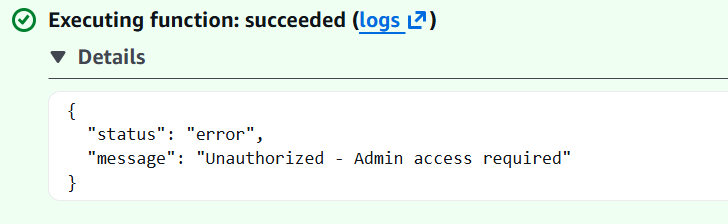 Executing function: succeeded (logs)
Details
{
  "status": "error",
  "message": "Unauthorized - Admin access required"
}